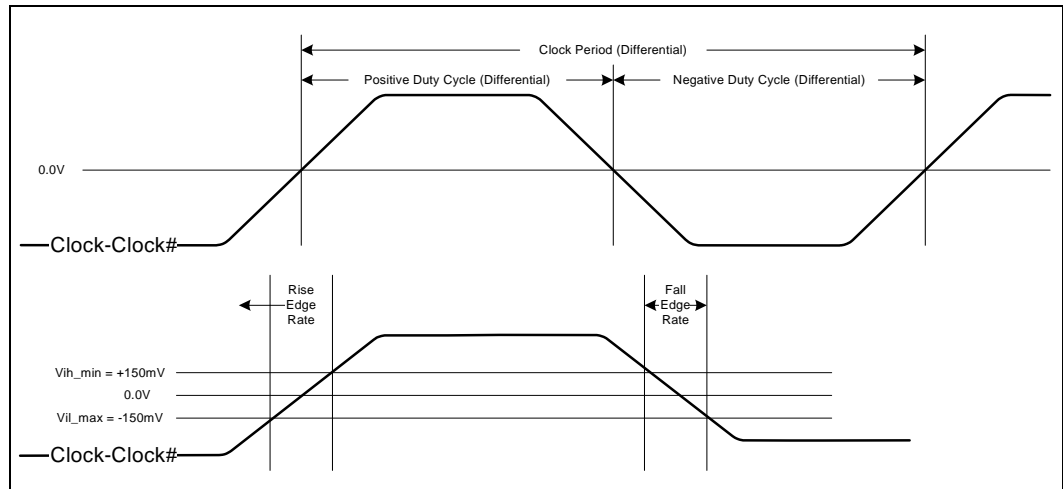 Clock Period (Differential)
Positive Duty Cycle (Differential)
Negative Duty Cycle (Differential)
0.0V
Clock-Clock#
Rise
Edge
Rate
Fall
Edge
Rate
Vih_min = +150mV
0.0V
Vil_max = -150mV
Clock-Clock#